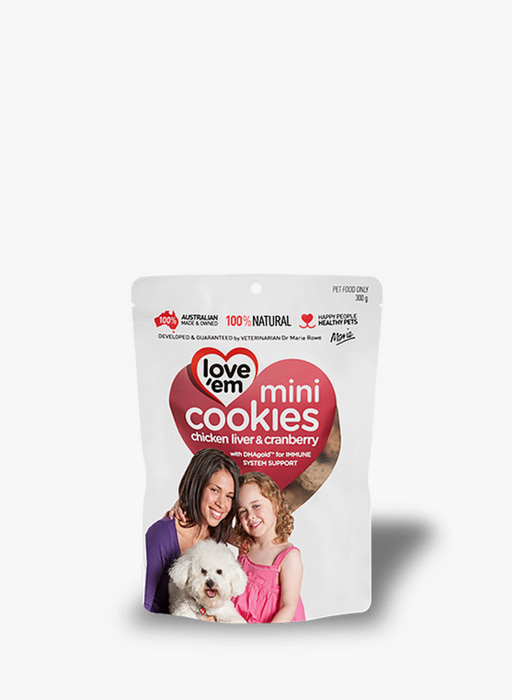 PET FOOD ONLY
300 g
100%
AUSTRALIAN
MADE & OWNED
100% NATURAL
HAPPY PEOPLE
HEALTHY PETS
DEVELOPED & GUARANTEED by VETERINARIAN Dr Marie Rowe
Marie
love
'em
mini
cookies
chicken liver & cranberry
with DHAgold™ for IMMUNE
SYSTEM SUPPORT